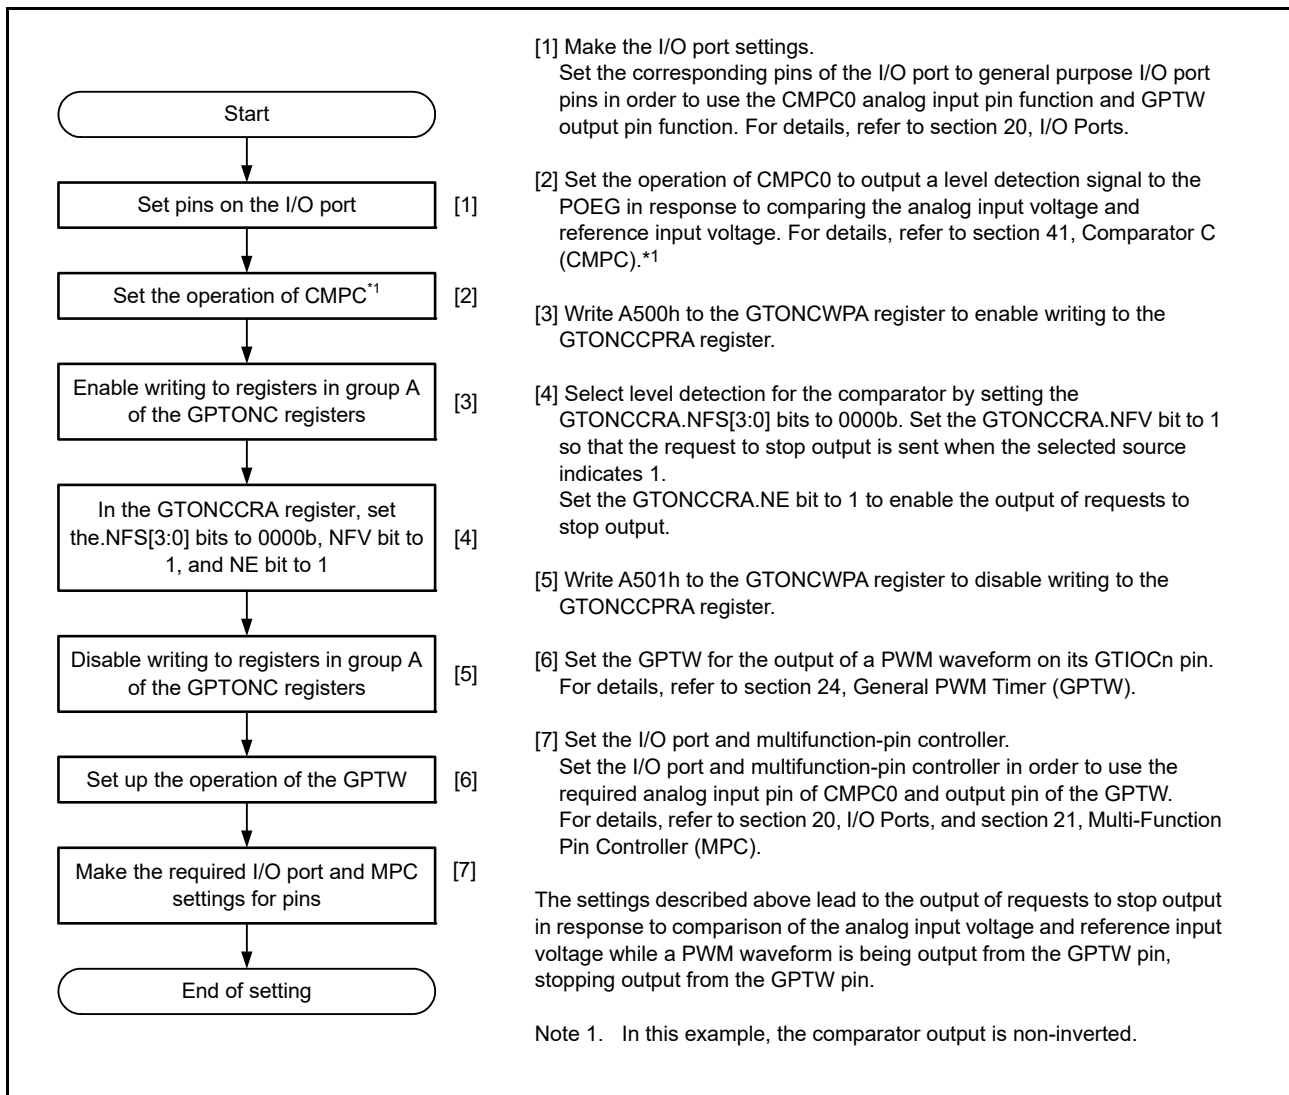 Start
Set pins on the I/O port
[1]
Set the operation of CMPC*1
[2]
Enable writing to registers in group A
of the GPTONC registers
[3]
In the GTONCCRA register, set
the.NFS[3:0] bits to 0000b, NFV bit to
1, and NE bit to 1
[4]
Disable writing to registers in group A
of the GPTONC registers
[5]
Set up the operation of the GPTW
[6]
Make the required I/O port and MPC
settings for pins
[7]
End of setting
[1] Make the I/O port settings.
Set the corresponding pins of the I/O port to general purpose I/O port
pins in order to use the CMPC0 analog input pin function and GPTW
output pin function. For details, refer to section 20, I/O Ports.
[2] Set the operation of CMPC0 to output a level detection signal to the
POEG in response to comparing the analog input voltage and
reference input voltage. For details, refer to section 41, Comparator C
(CMPC).*1
[3] Write A500h to the GTONCWPA register to enable writing to the
GTONCCPRA register.
[4] Select level detection for the comparator by setting the
GTONCCRA.NFS[3:0] bits to 0000b. Set the GTONCCRA.NFV bit to 1
so that the request to stop output is sent when the selected source
indicates 1.
Set the GTONCCRA.NE bit to 1 to enable the output of requests to
stop output.
[5] Write A501h to the GTONCWPA register to disable writing to the
GTONCCPRA register.
[6] Set the GPTW for the output of a PWM waveform on its GTIOCn pin.
For details, refer to section 24, General PWM Timer (GPTW).
[7] Set the I/O port and multifunction-pin controller.
Set the I/O port and multifunction-pin controller in order to use the
required analog input pin of CMPC0 and output pin of the GPTW.
For details, refer to section 20, I/O Ports, and section 21, Multi-Function
Pin Controller (MPC).
The settings described above lead to the output of requests to stop output
in response to comparison of the analog input voltage and reference input
voltage while a PWM waveform is being output from the GPTW pin,
stopping output from the GPTW pin.
Note 1. In this example, the comparator output is non-inverted.